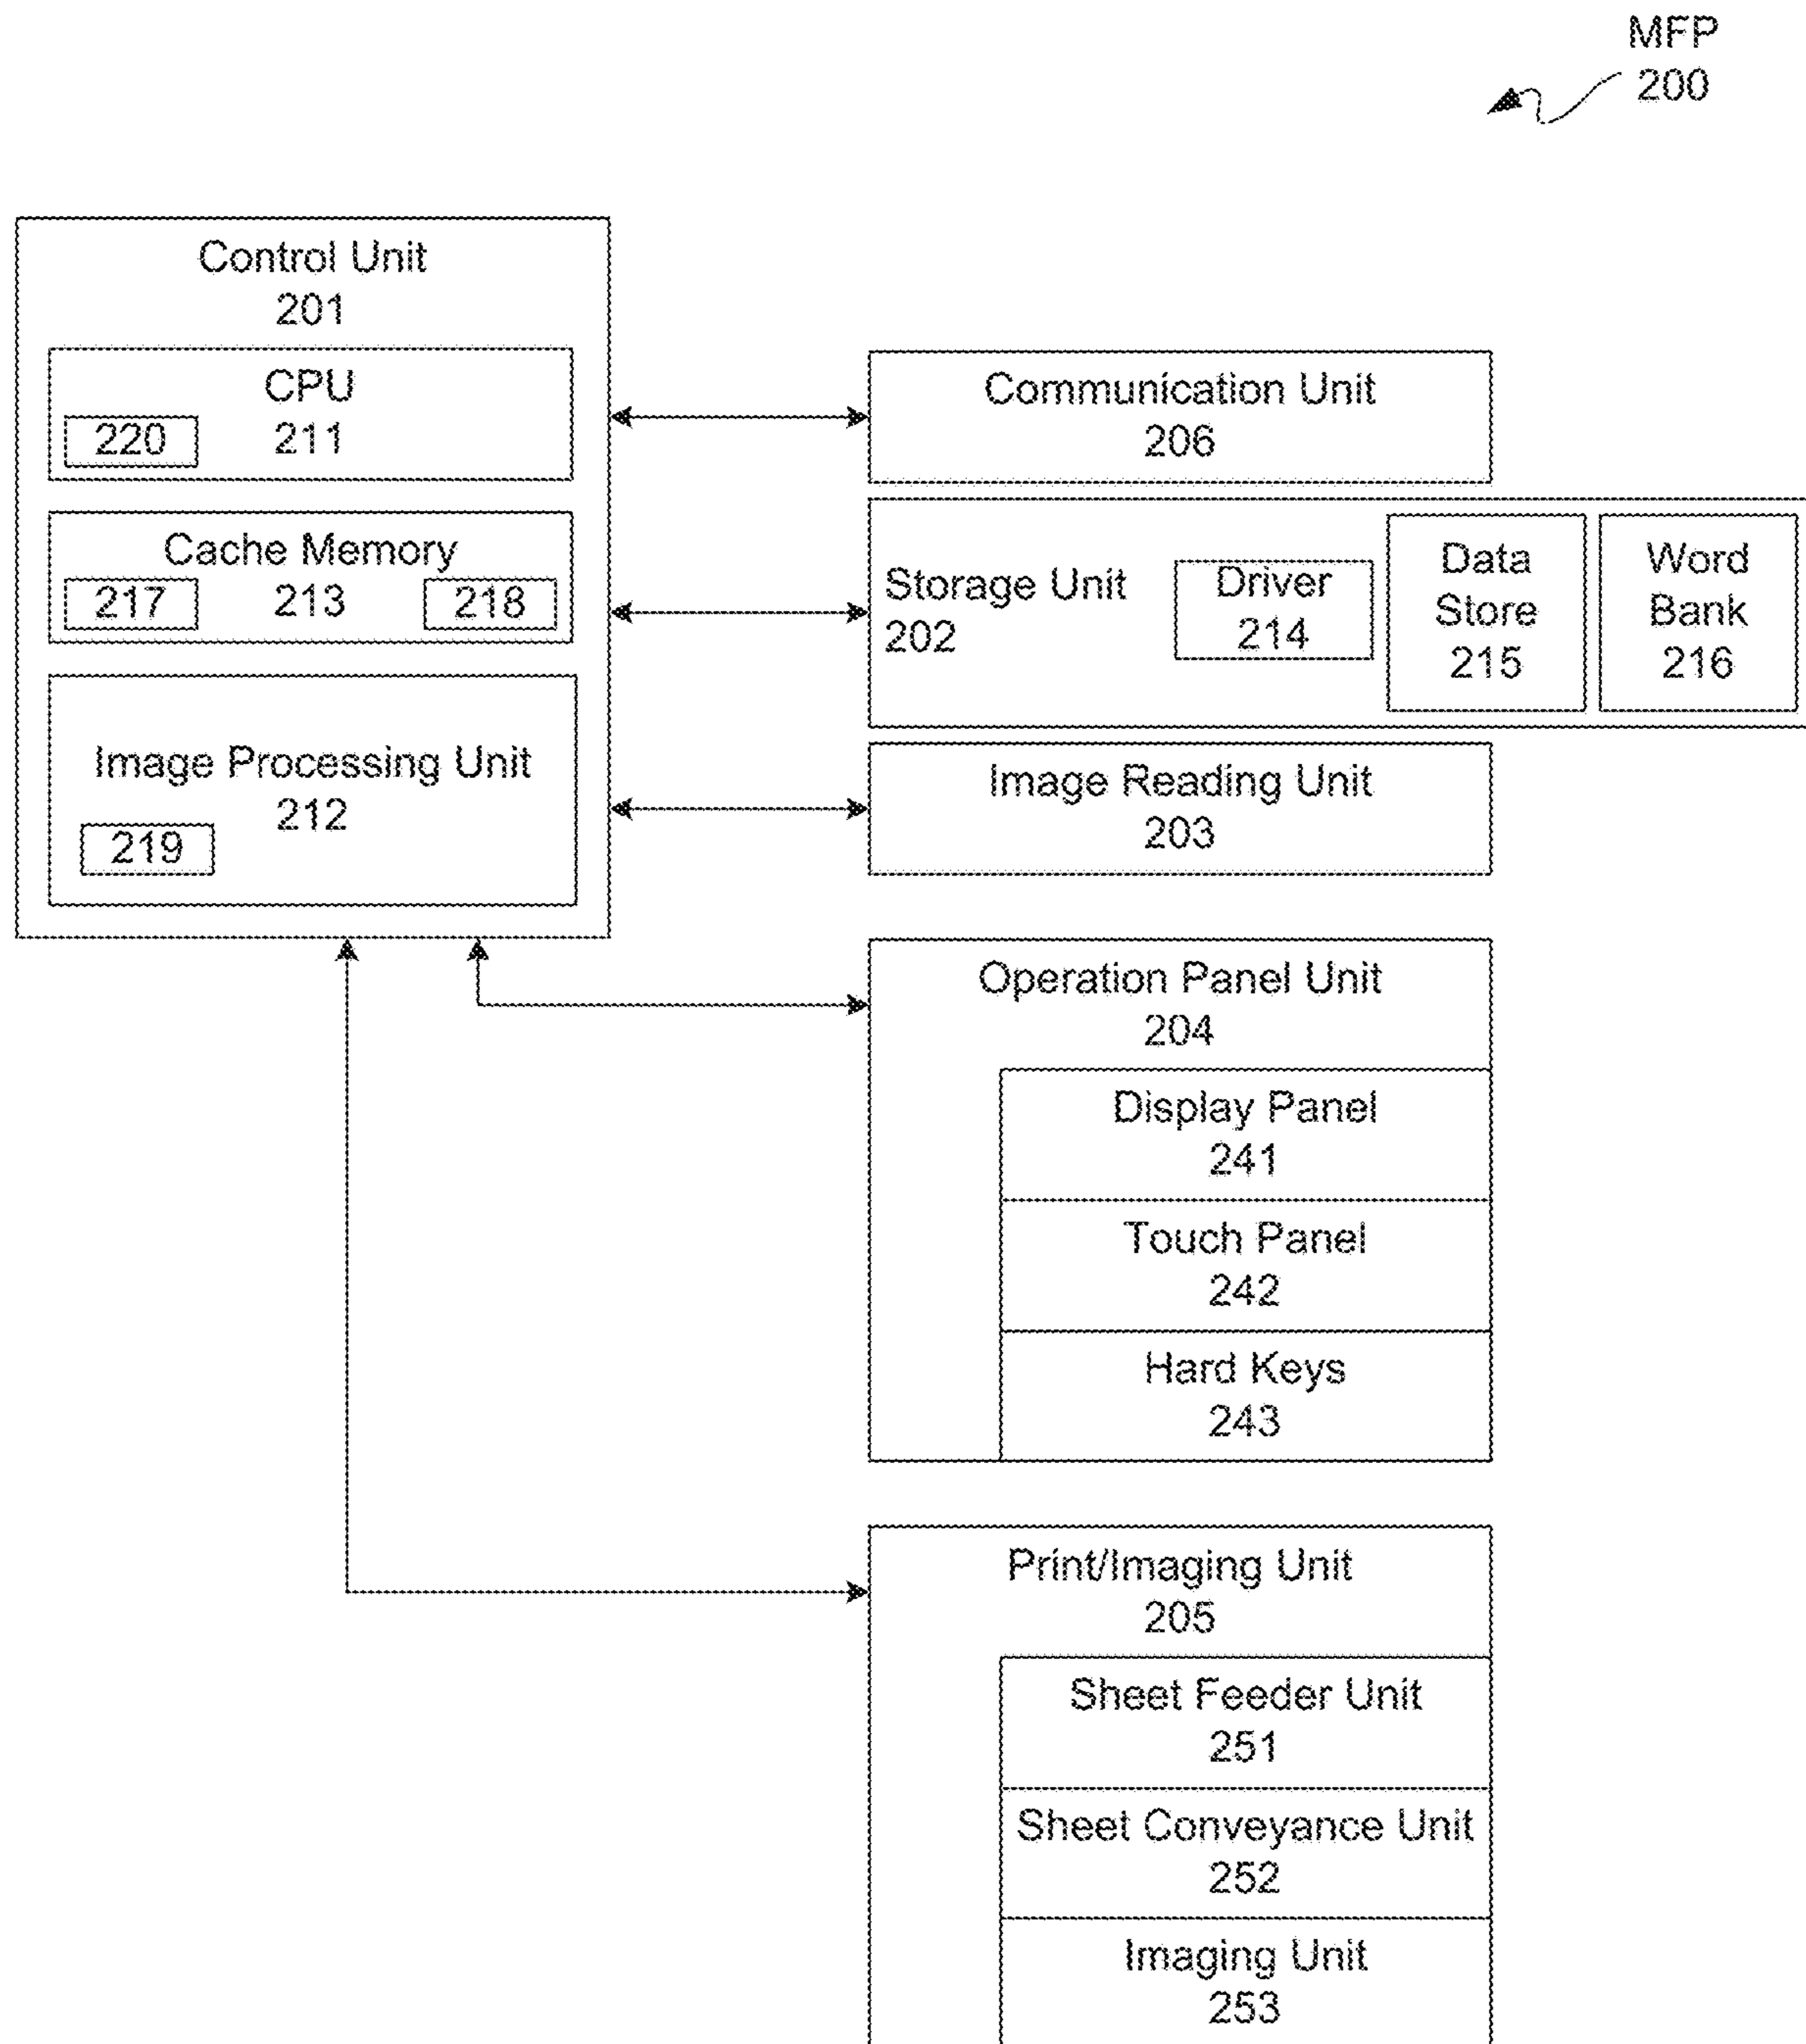 MFP
200
Control Unit
201
CPU
211
220
Cache Memory
213
217
218
Image Processing Unit
212
219
Communication Unit
206
Storage Unit
202
Driver
214
Data
Store
215
Word
Bank
216
Image Reading Unit
203
Operation Panel Unit
204
Display Panel
241
Touch Panel
242
Hard Keys
243
Print/Imaging Unit
205
Sheet Feeder Unit
251
Sheet Conveyance Unit
252
Imaging Unit
253